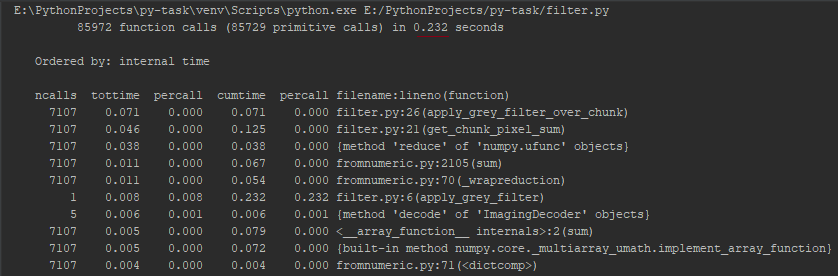 E:\PythonProjects\py-task\venv\Scripts\python.exe E:/PythonProjects/py-task/filter.py
85972 function calls (85729 primitive calls) in 0.232 seconds
Ordered by: internal time
ncalls tottime percall cumtime percall filename:lineno(function)
7107 0.071 0.000 0.071 0.000 filter.py:26(apply_grey_filter_over_chunk)
7107 0.046 0.000 0.125 0.000 filter.py:21(get_chunk_pixel_sum)
7107 0.038 0.000 0.038 0.000 {method 'reduce' of 'numpy.ufunc' objects}
7107 0.011 0.000 0.067 0.000 fromnumeric.py:2105(sum)
7107 0.011 0.000 0.054 0.000 fromnumeric.py:70(_wrapreduction)
1 0.008 0.008 0.232 0.232 filter.py:6(apply_grey_filter)
5 0.006 0.001 0.006 0.001 {method 'decode' of 'ImagingDecoder' objects}
7107 0.005 0.000 0.079 0.000 <__array_function__ internals>:2(sum)
7107 0.005 0.000 0.072 0.000 {built-in method numpy.core._multiarray_umath.implement_array_function}
7107 0.004 0.000 0.004 0.000 fromnumeric.py:71(<dictcomp>)